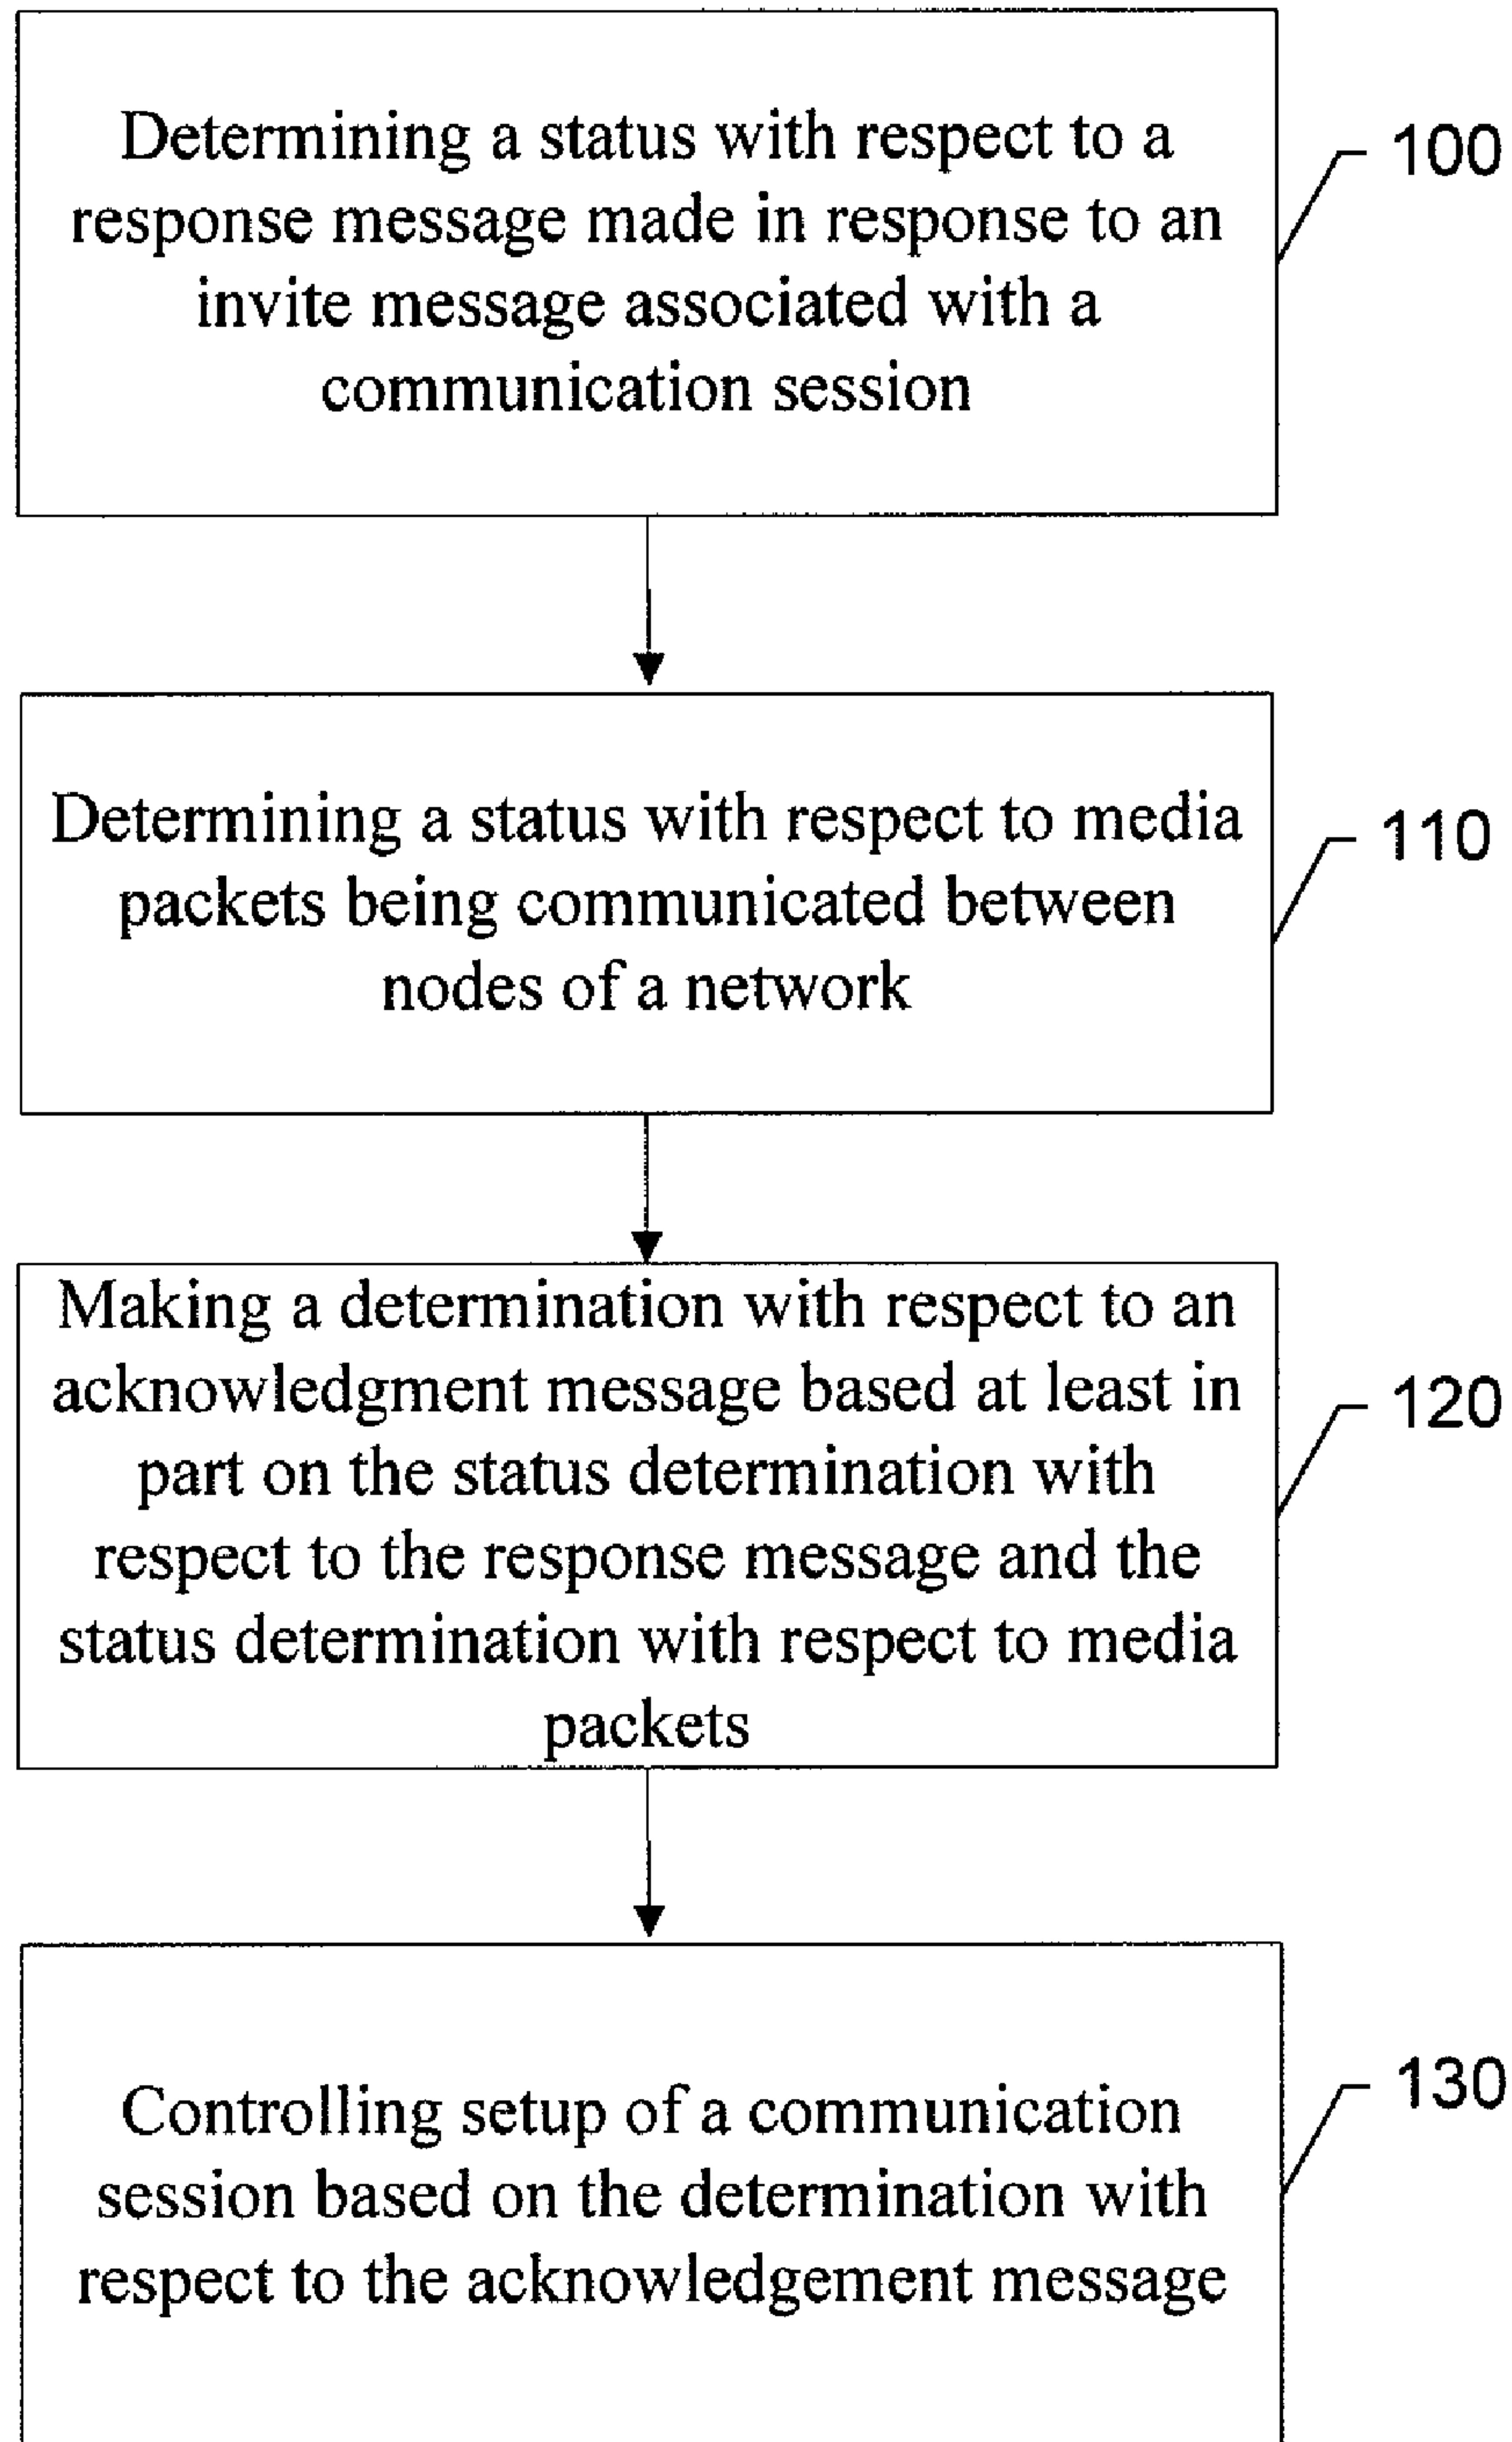 Determining a status with respect to a
response message made in response to an
invite message associated with a
communication session
100
Determining a status with respect to media
packets being communicated between
nodes of a network
110
Making a determination with respect to an
acknowledgment message based at least in
part on the status determination with
respect to the response message and the
status determination with respect to media
packets
120
Controlling setup of a communication
session based on the determination with
respect to the acknowledgement message
130